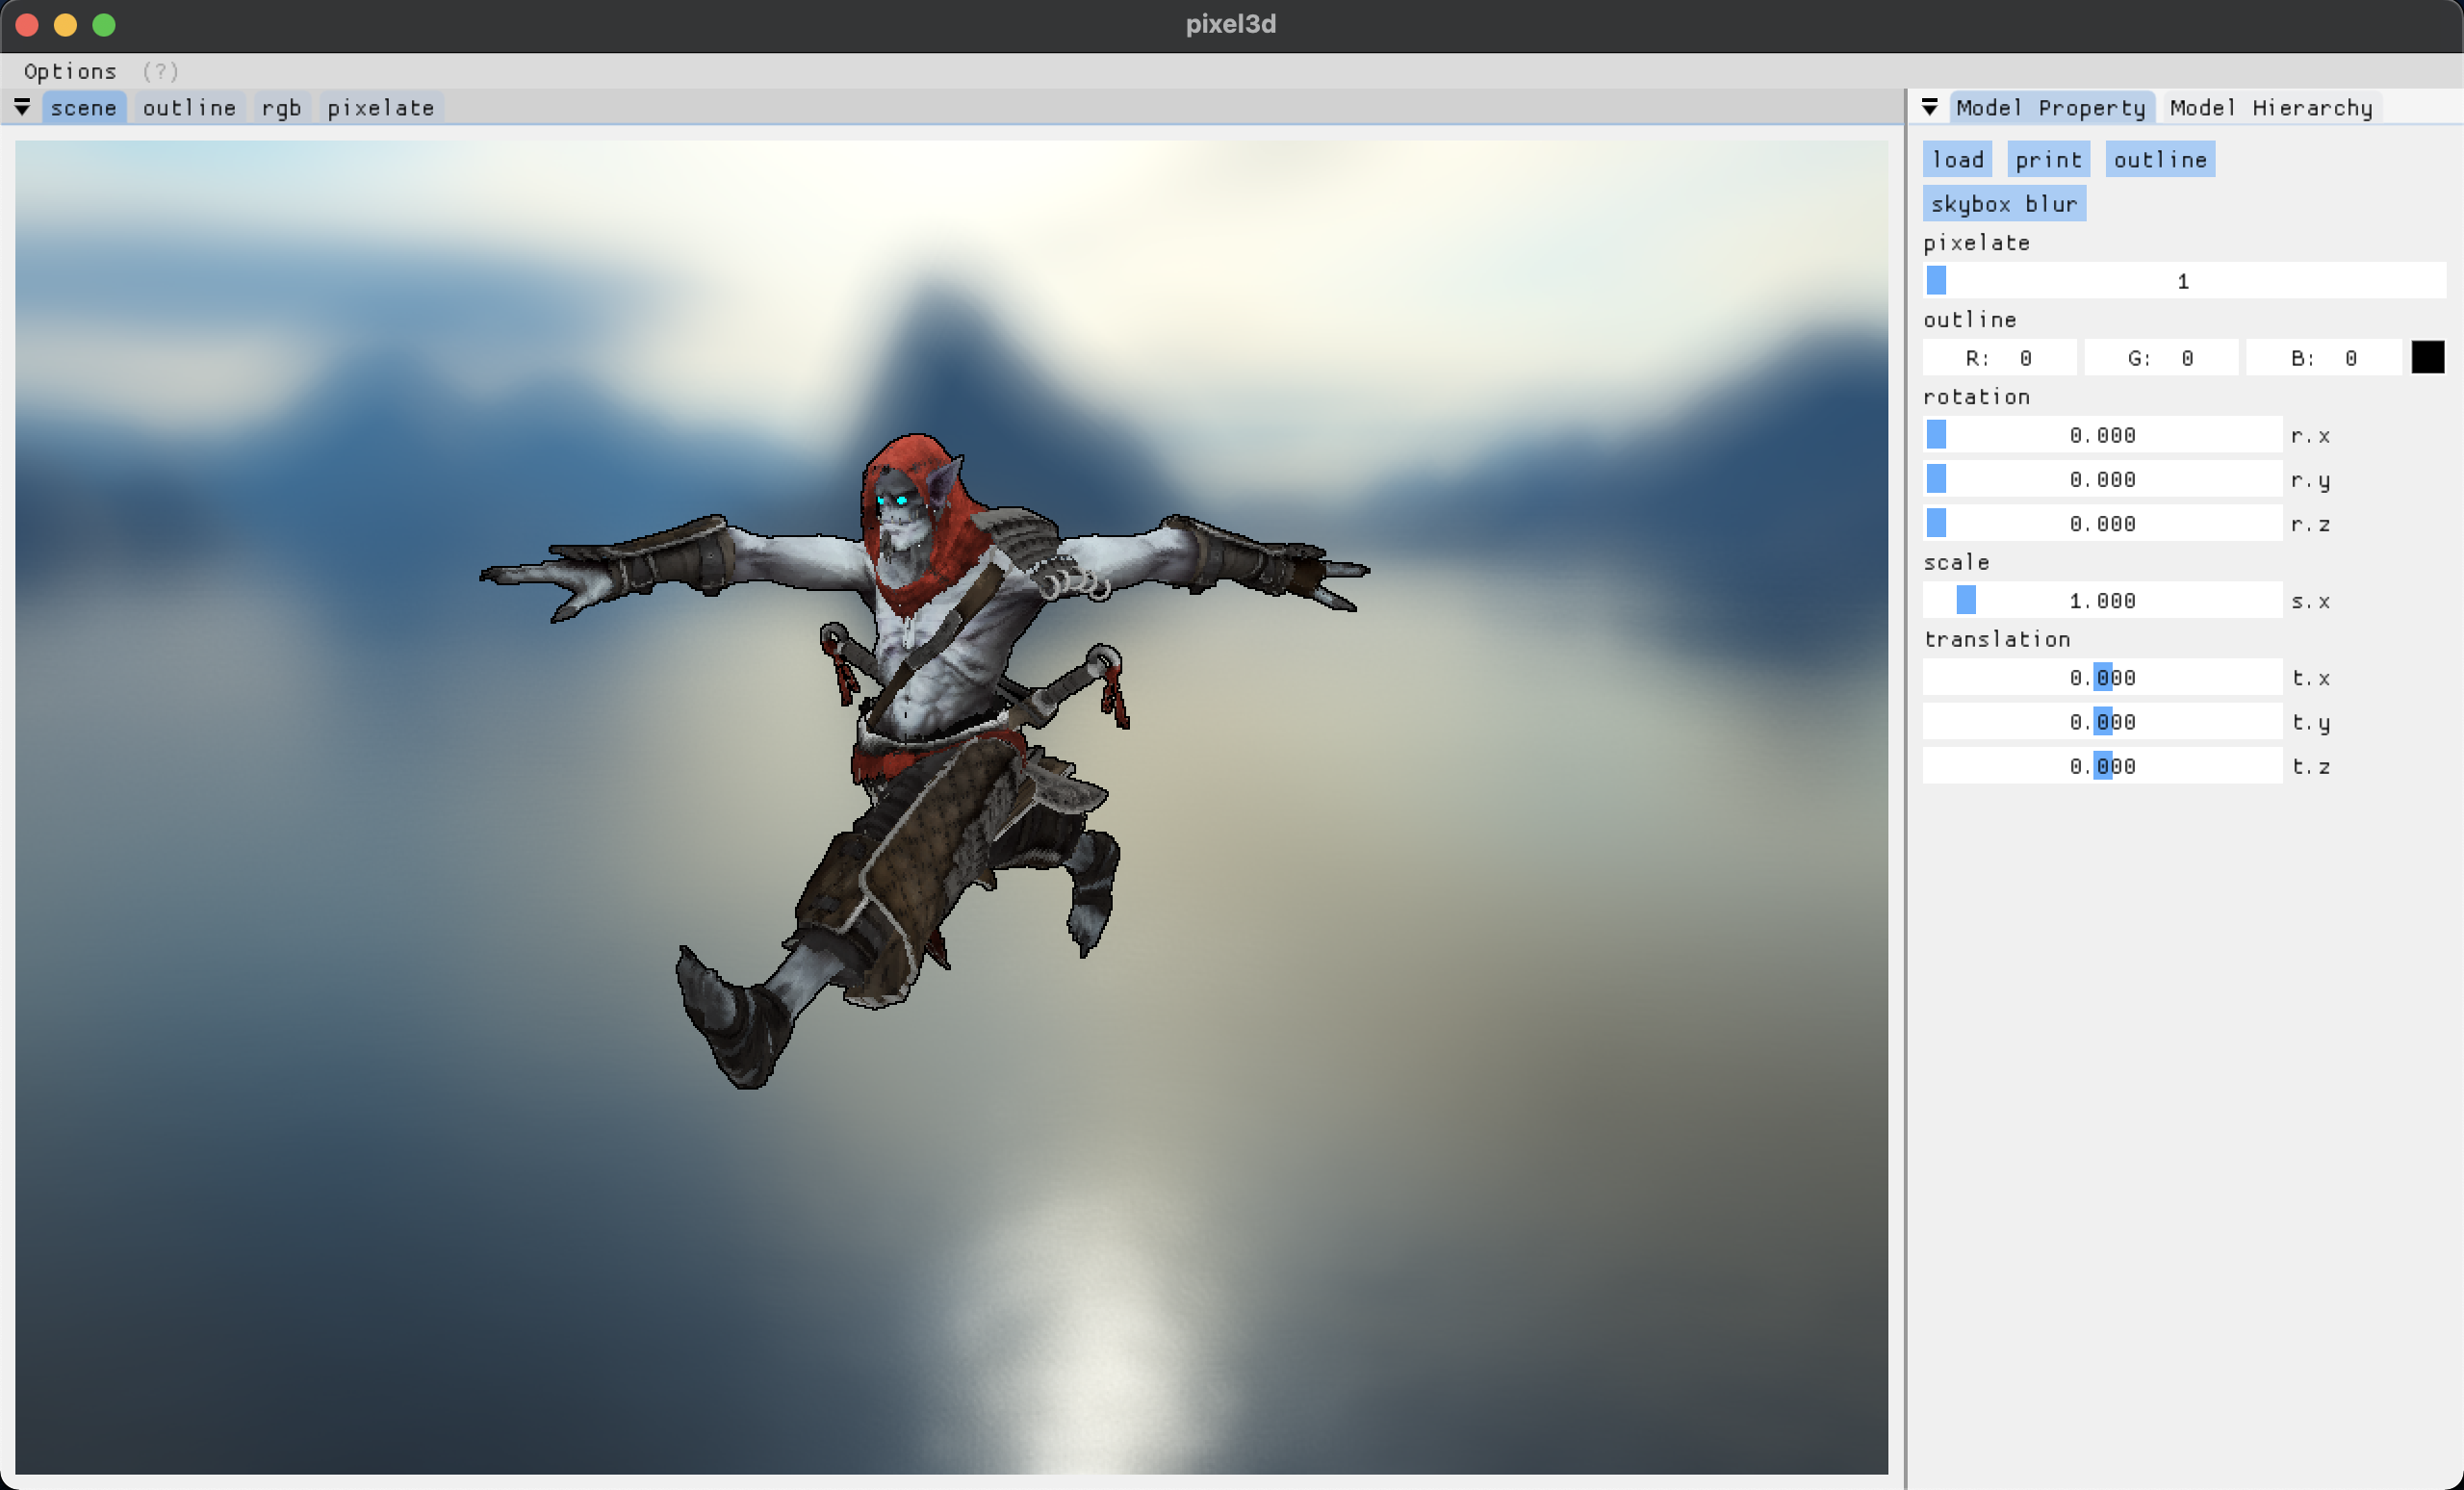 pixel3d
Options (?)
scene outline rgb pixelate
Model Property Model Hierarchy
load print outline
skybox blur
pixelate
1
outline
R: 0 G: 0 B: 0
rotation
0.000 r.x
0.000 r.y
0.000 r.z
scale
1.000 s.x
translation
0.000 t.x
0.000 t.y
0.000 t.z